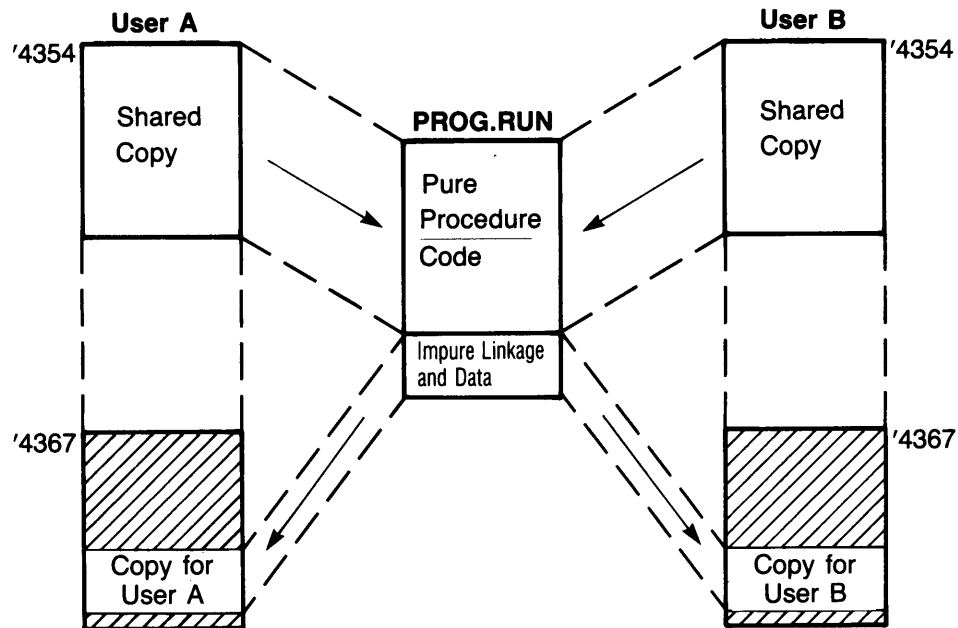 User A
User B
'4354
'4354
Shared
Copy
PROG.RUN
Shared
Copy
Pure
Procedure
Code
Impure Linkage
and Data
'4367
'4367
Copy for
User A
Copy for
User B